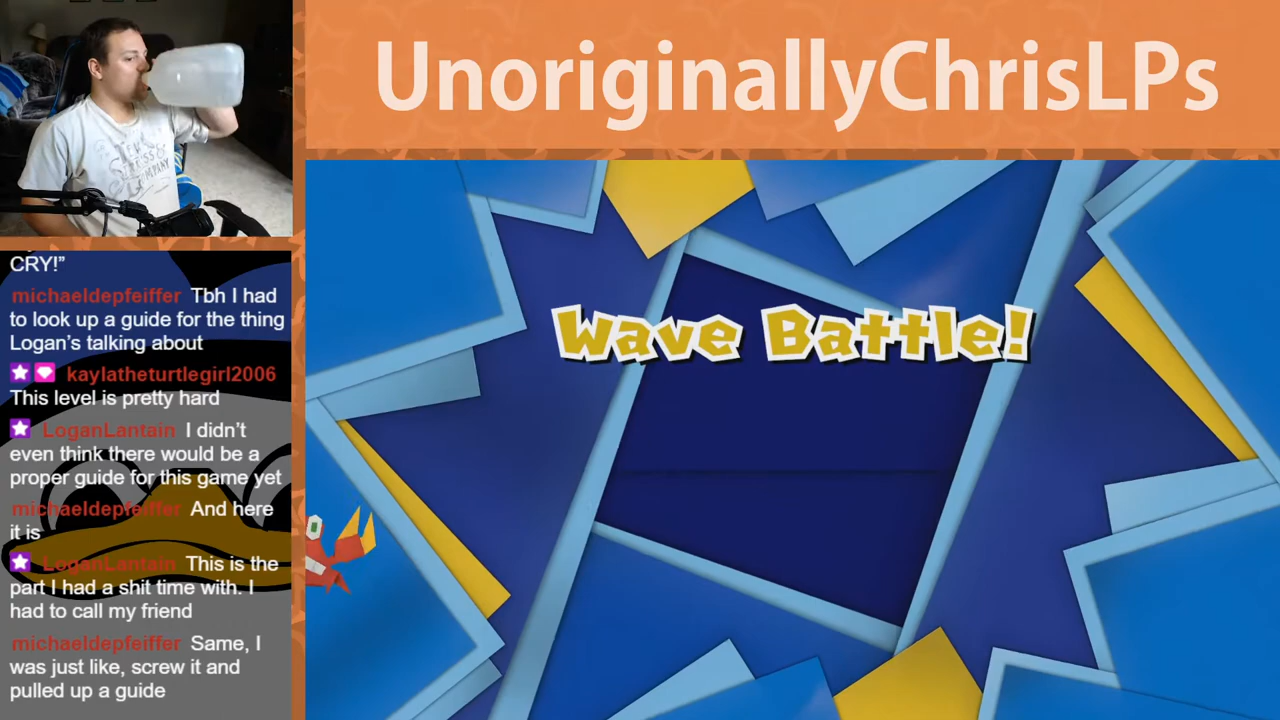 UnoriginallyChrisLPs
CRY!”
michaeldepfeiffer Tbh I had
to look up a guide for the thing
Logan’s talking about
kaylatheturtlegirl2006
This level is pretty hard
LoganLantain I didn’t
even think there would be a
proper guide for this game yet
michaeldepfeiffer And here
it is
LoganLantain This is the
part I had a shit time with. I
had to call my friend
michaeldepfeiffer Same, I
was just like, screw it and
pulled up a guide
Wave Battle!